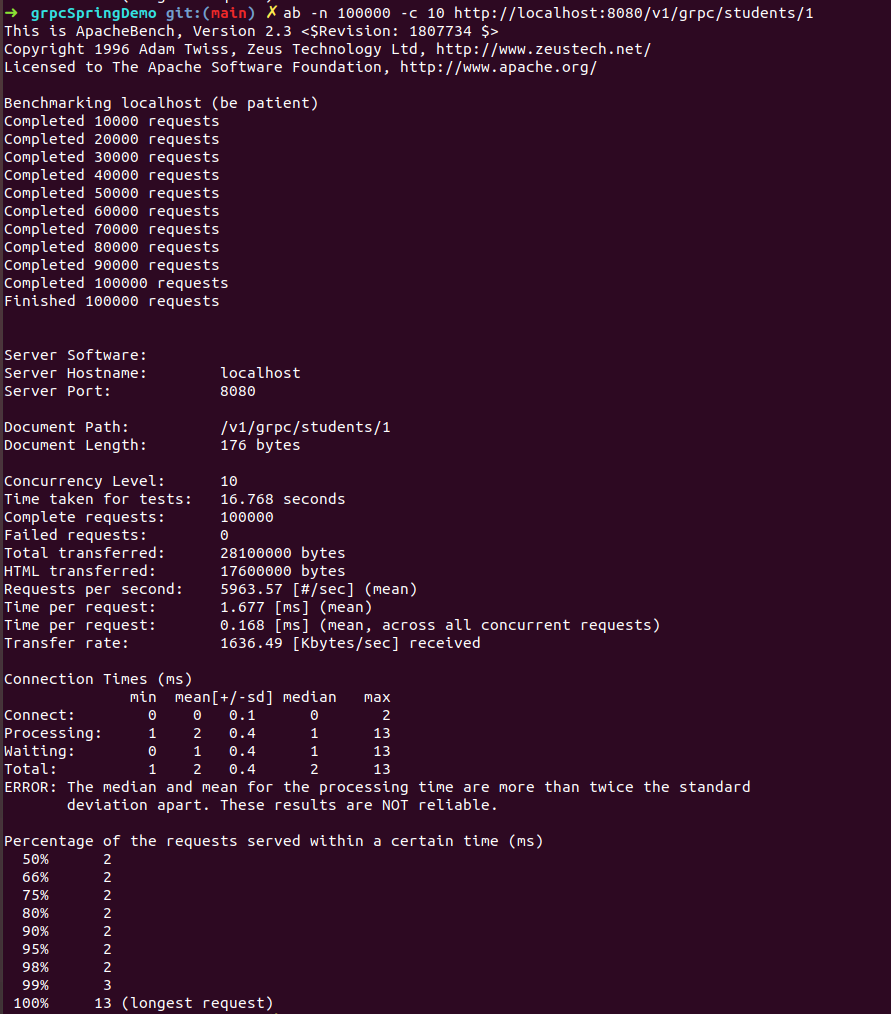 ➜  grpcSpringDemo git:(main) ✗ ab -n 100000 -c 10 http://localhost:8080/v1/grpc/students/1
This is ApacheBench, Version 2.3 <$Revision: 1807734 $>
Copyright 1996 Adam Twiss, Zeus Technology Ltd, http://www.zeustech.net/
Licensed to The Apache Software Foundation, http://www.apache.org/

Benchmarking localhost (be patient)
Completed 10000 requests
Completed 20000 requests
Completed 30000 requests
Completed 40000 requests
Completed 50000 requests
Completed 60000 requests
Completed 70000 requests
Completed 80000 requests
Completed 90000 requests
Completed 100000 requests
Finished 100000 requests


Server Software:
Server Hostname:        localhost
Server Port:            8080

Document Path:          /v1/grpc/students/1
Document Length:        176 bytes

Concurrency Level:      10
Time taken for tests:   16.768 seconds
Complete requests:      100000
Failed requests:        0
Total transferred:      28100000 bytes
HTML transferred:       17600000 bytes
Requests per second:    5963.57 [#/sec] (mean)
Time per request:       1.677 [ms] (mean)
Time per request:       0.168 [ms] (mean, across all concurrent requests)
Transfer rate:          1636.49 [Kbytes/sec] received

Connection Times (ms)
              min  mean[+/-sd] median   max
Connect:        0    0   0.1      0       2
Processing:     1    2   0.4      1      13
Waiting:        0    1   0.4      1      13
Total:          1    2   0.4      2      13
ERROR: The median and mean for the processing time are more than twice the standard
       deviation apart. These results are NOT reliable.

Percentage of the requests served within a certain time (ms)
  50%      2
  66%      2
  75%      2
  80%      2
  90%      2
  95%      2
  98%      2
  99%      3
 100%     13 (longest request)